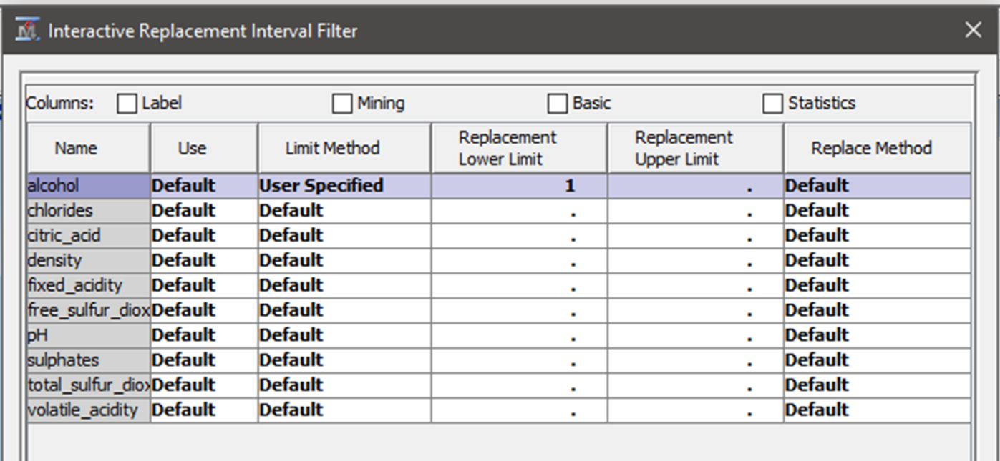 Interactive Replacement Interval Filter
Columns: Label Mining Basic Statistics
Name Use Limit Method Replacement Lower Limit Replacement Upper Limit Replace Method
alcohol Default User Specified 1 . Default
chlorides Default Default . . Default
citric_acid Default Default . . Default
density Default Default . . Default
fixed_acidity Default Default . . Default
free_sulfur_diox Default Default . . Default
pH Default Default . . Default
sulphates Default Default . . Default
total_sulfur_diox Default Default . . Default
volatile_acidity Default Default . . Default